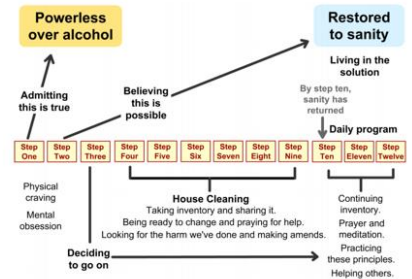 Powerless
over alcohol
Restored
to sanity
Living in the
solution
Admitting
this is true
Believing
this is
possible
By step ten,
sanity has
returned
Daily program
Step
One
Step
Two
Step
Three
Step
Four
Step
Five
Step
Six
Step
Seven
Step
Eight
Step
Nine
Step
Ten
Step
Eleven
Step
Twelve
Physical
craving
Mental
obsession
House Cleaning
Taking inventory and sharing it.
Being ready to change and praying for help.
Looking for the harm we've done and making amends.
Continuing
inventory.
Prayer and
meditation.
Practicing
these principles.
Helping others.
Deciding
to go on